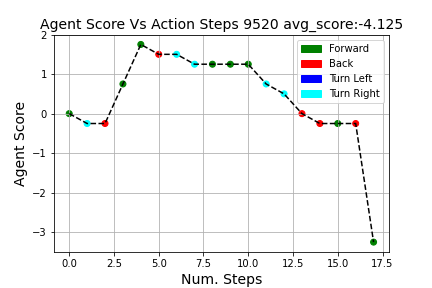 Agent Score Vs Action Steps 9520 avg_score:-4.125
2
1
0
−1
−2
−3
Agent Score
Forward
Back
Turn Left
Turn Right
0.0 2.5 5.0 7.5 10.0 12.5 15.0 17.5
Num. Steps